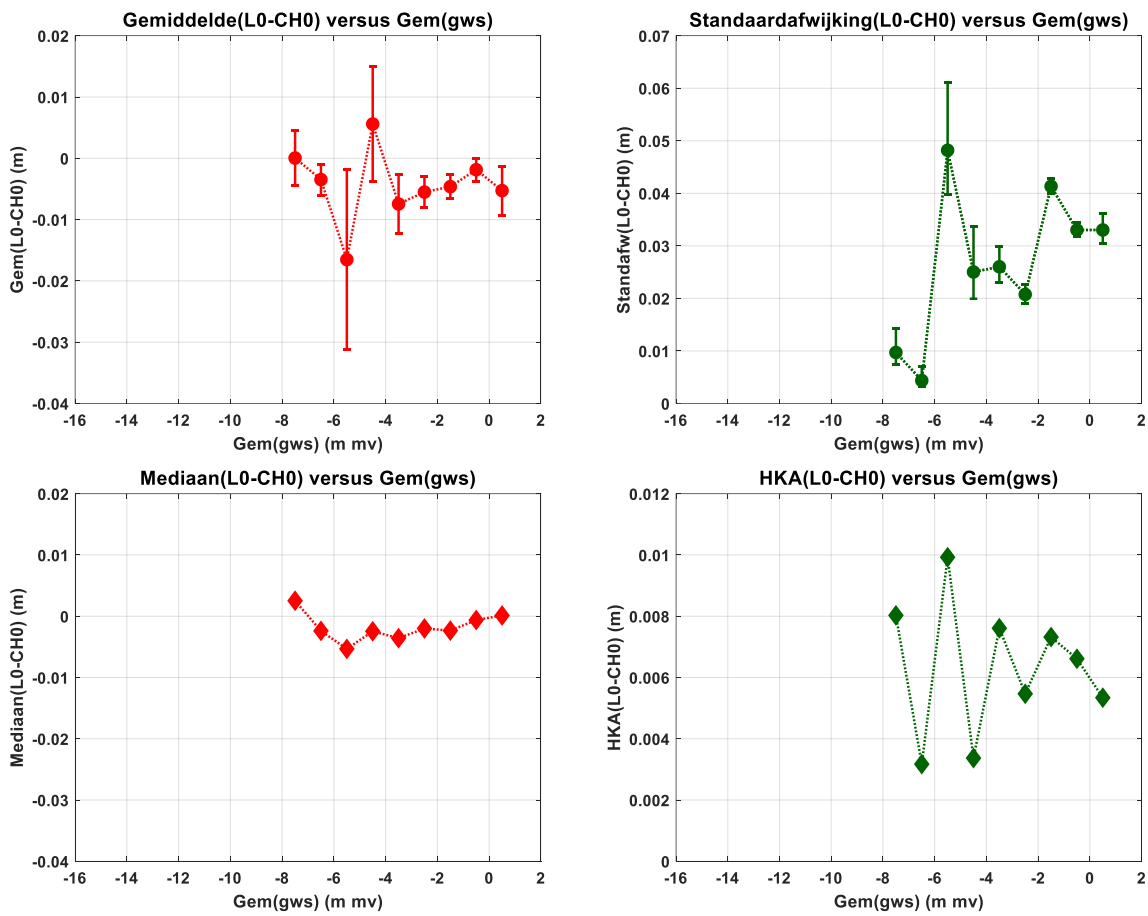 Gemiddelde(L0-CH0) versus Gem(gws)
0.02
0.01
0
-0.01
-0.02
-0.03
-0.04
Gem(L0-CH0) (m)
-16 -14 -12 -10 -8 -6 -4 -2 0 2
Gem(gws) (m mv)
Standaardafwijking(L0-CH0) versus Gem(gws)
0.07
0.06
0.05
0.04
0.03
0.02
0.01
0
Standafw(L0-CH0) (m)
-16 -14 -12 -10 -8 -6 -4 -2 0 2
Gem(gws) (m mv)
Mediaan(L0-CH0) versus Gem(gws)
0.02
0.01
0
-0.01
-0.02
-0.03
-0.04
Mediaan(L0-CH0) (m)
-16 -14 -12 -10 -8 -6 -4 -2 0 2
Gem(gws) (m mv)
HKA(L0-CH0) versus Gem(gws)
0.012
0.01
0.008
0.006
0.004
0.002
0
HKA(L0-CH0) (m)
-16 -14 -12 -10 -8 -6 -4 -2 0 2
Gem(gws) (m mv)